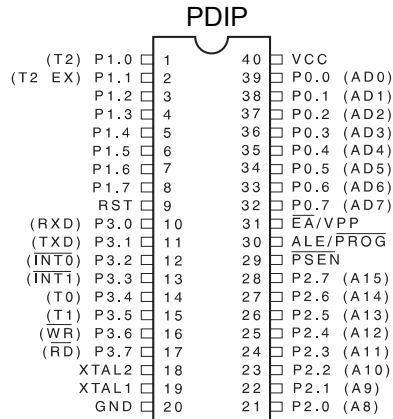 PDIP
(T2) P1.0 1 40 VCC
(T2 EX) P1.1 2 39 P0.0 (AD0)
P1.2 3 38 P0.1 (AD1)
P1.3 4 37 P0.2 (AD2)
P1.4 5 36 P0.3 (AD3)
P1.5 6 35 P0.4 (AD4)
P1.6 7 34 P0.5 (AD5)
P1.7 8 33 P0.6 (AD6)
RST 9 32 P0.7 (AD7)
(RXD) P3.0 10 31 EA/VPP
(TXD) P3.1 11 30 ALE/PROG
(INT0) P3.2 12 29 PSEN
(INT1) P3.3 13 28 P2.7 (A15)
(T0) P3.4 14 27 P2.6 (A14)
(T1) P3.5 15 26 P2.5 (A13)
(WR) P3.6 16 25 P2.4 (A12)
(RD) P3.7 17 24 P2.3 (A11)
XTAL2 18 23 P2.2 (A10)
XTAL1 19 22 P2.1 (A9)
GND 20 21 P2.0 (A8)